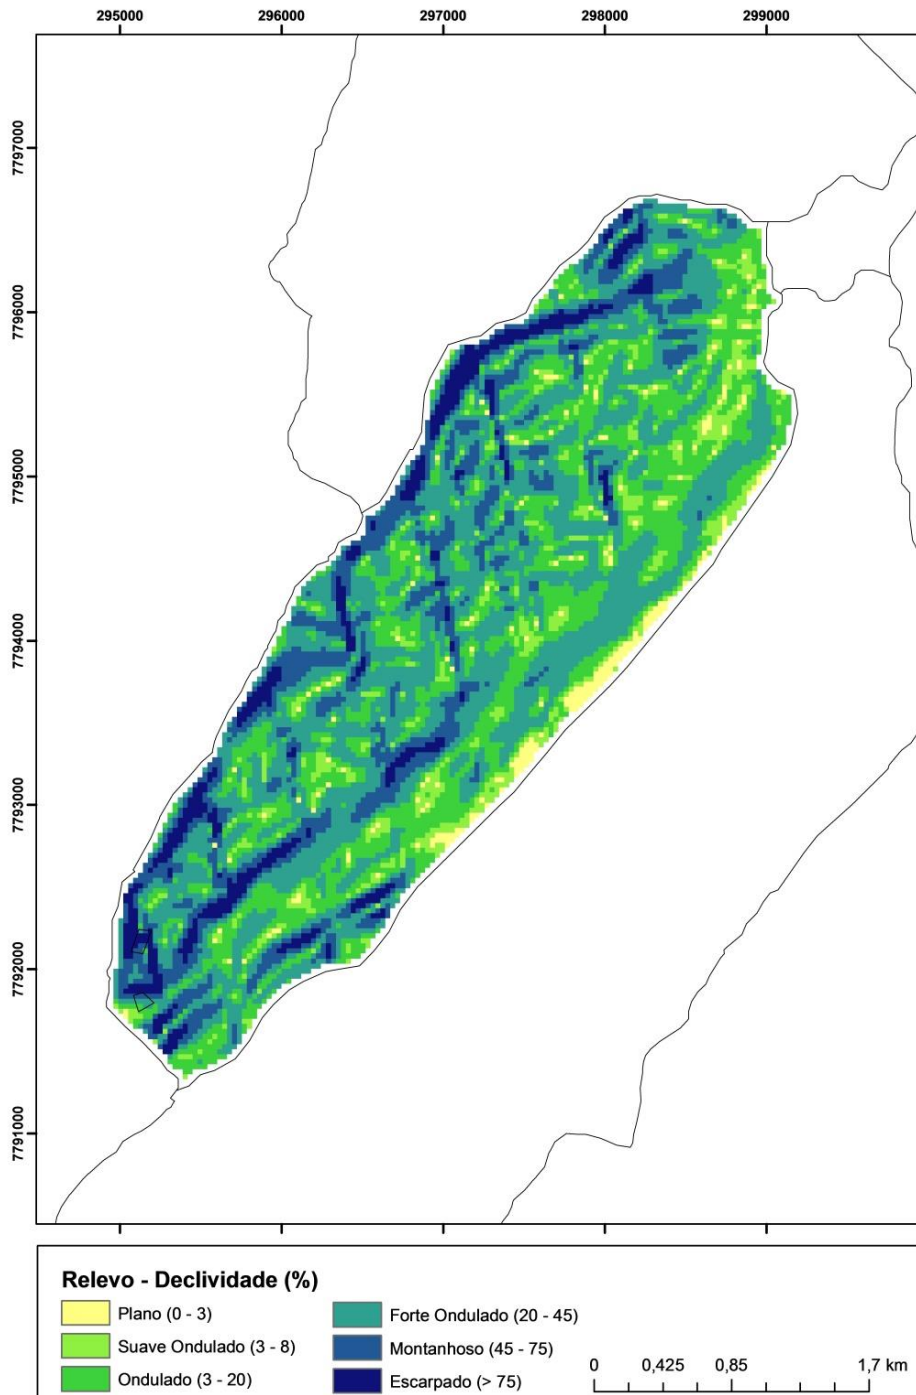 295000 296000 297000 298000 299000
7797000
7796000
7795000
7794000
7793000
7792000
7791000
Relevo - Declividade (%)
Plano (0 - 3)
Suave Ondulado (3 - 8)
Ondulado (3 - 20)
Forte Ondulado (20 - 45)
Montanhoso (45 - 75)
Escarpado (> 75)
0 0,425 0,85 1,7 km